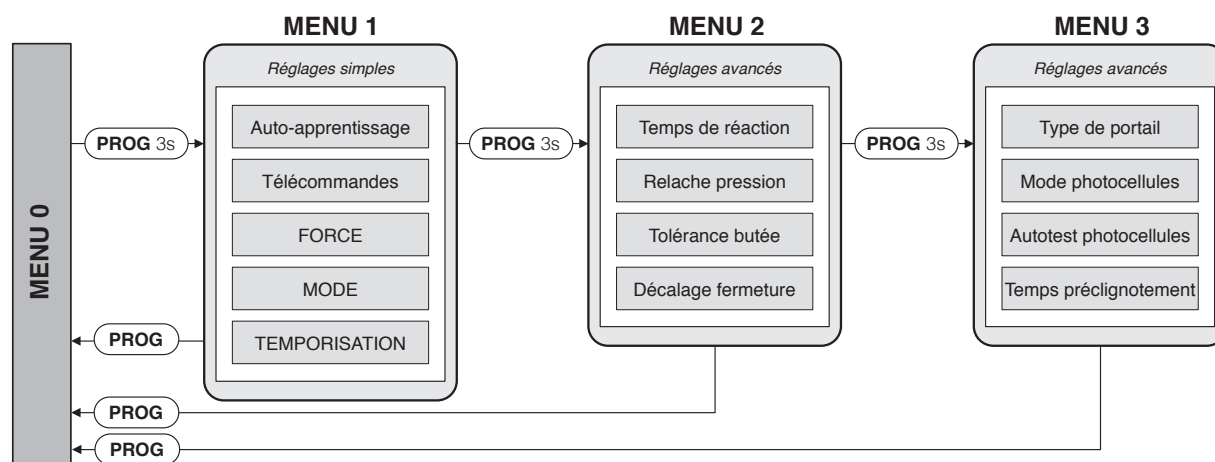 MENU 0
PROG 3s
PROG
PROG
PROG
MENU 1
Réglages simples
Auto-apprentissage
Télécommandes
FORCE
MODE
TEMPORISATION
PROG 3s
MENU 2
Réglages avancés
Temps de réaction
Relache pression
Tolérance butée
Décalage fermeture
PROG 3s
MENU 3
Réglages avancés
Type de portail
Mode photocellules
Autotest photocellules
Temps préclignotement